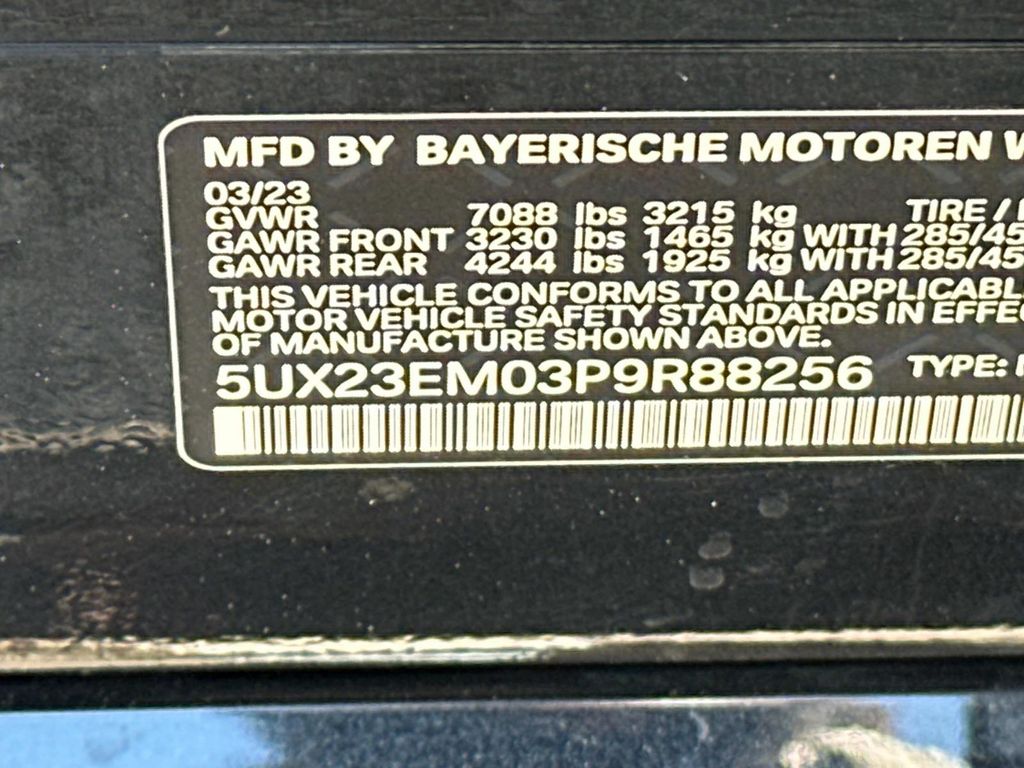 MFD BY BAYERISCHE MOTOREN W
03/23
GVWR 7088 lbs 3215 kg TIRE /
GAWR FRONT 3230 lbs 1465 kg WITH 285/45
GAWR REAR 4244 lbs 1925 kg WITH 285/45
THIS VEHICLE CONFORMS TO ALL APPLICABL
MOTOR VEHICLE SAFETY STANDARDS IN EFFE
OF MANUFACTURE SHOWN ABOVE.
5UX23EM03P9R88256 TYPE: